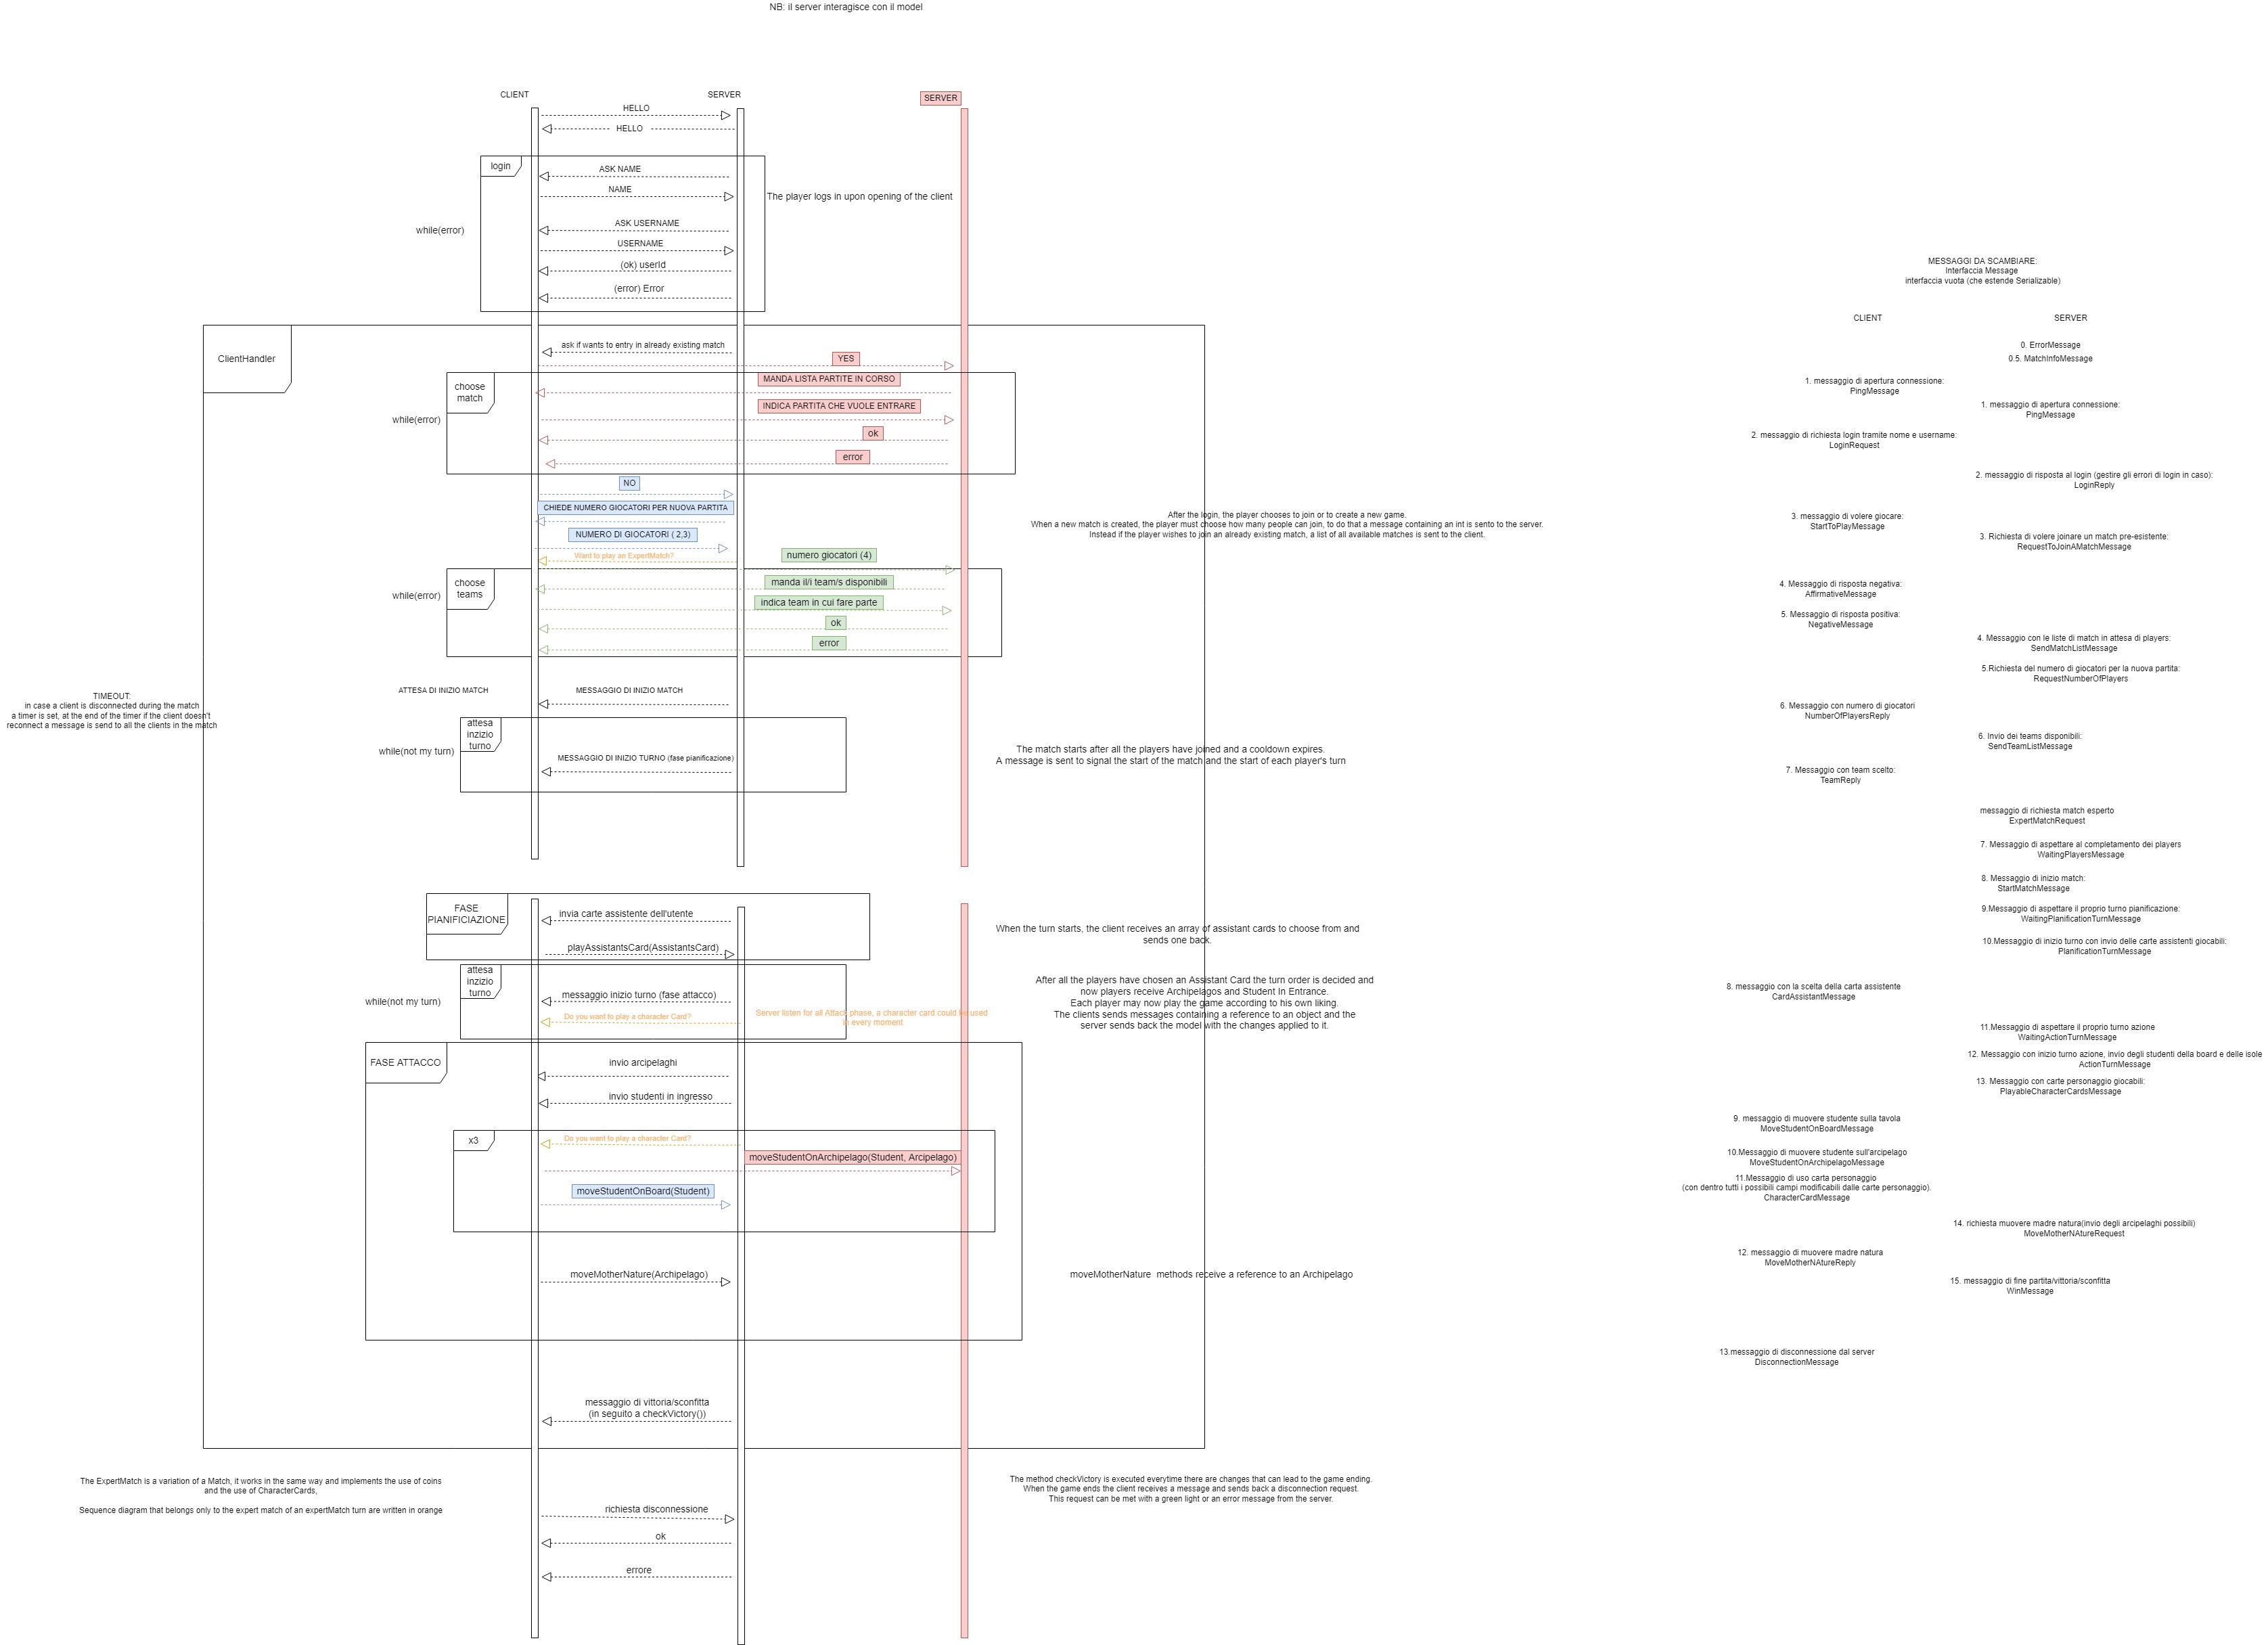 NB: il server interagisce con il model
CLIENT
SERVER
SERVER
HELLO
HELLO
login
ASK NAME
NAME
The player logs in upon opening of the client
ASK USERNAME
while(error)
USERNAME
(ok) userId
(error) Error
ClientHandler
ask if wants to entry in already existing match
YES
choose
match
MANDA LISTA PARTITE IN CORSO
INDICA PARTITA CHE VUOLE ENTRARE
while(error)
ok
error
NO
CHIEDE NUMERO GIOCATORI PER NUOVA PARTITA
After the login, the player chooses to join or to create a new game.
When a new match is created, the player must choose how many people can join, to do that a message containing an int is sento to the server.
Instead if the player wishes to join an already existing match, a list of all available matches is sent to the client.
NUMERO DI GIOCATORI ( 2,3)
Want to play an ExpertMatch?
numero giocatori (4)
choose
teams
while(error)
manda il/i team/s disponibili
indica team in cui fare parte
ok
error
TIMEOUT:
in case a client is disconnected during the match
a timer is set, at the end of the timer if the client doesn't
reconnect a message is send to all the clients in the match
ATTESA DI INIZIO MATCH
MESSAGGIO DI INIZIO MATCH
attesa
inzizio
turno
while(not my turn)
MESSAGGIO DI INIZIO TURNO (fase pianificazione)
The match starts after all the players have joined and a cooldown expires.
A message is sent to signal the start of the match and the start of each player's turn
FASE
PIANIFICIAZIONE
invia carte assistente dell'utente
playAssistantsCard(AssistantsCard)
When the turn starts, the client receives an array of assistant cards to choose from and
sends one back.
attesa
inzizio
turno
while(not my turn)
messaggio inizio turno (fase attacco)
Do you want to play a character Card?
Server listen for all Attack phase, a character card could be used
in every moment
After all the players have chosen an Assistant Card the turn order is decided and
now players receive Archipelagos and Student In Entrance.
Each player may now play the game according to his own liking.
The clients sends messages containing a reference to an object and the
server sends back the model with the changes applied to it.
FASE ATTACCO
invio arcipelaghi
invio studenti in ingresso
x3
Do you want to play a character Card?
moveStudentOnArchipelago(Student, Arcipelago)
moveStudentOnBoard(Student)
moveMotherNature(Archipelago)
moveMotherNature  methods receive a reference to an Archipelago
messaggio di vittoria/sconfitta
(in seguito a checkVictory())
The ExpertMatch is a variation of a Match, it works in the same way and implements the use of coins
and the use of CharacterCards,
Sequence diagram that belongs only to the expert match of an expertMatch turn are written in orange
The method checkVictory is executed everytime there are changes that can lead to the game ending.
When the game ends the client receives a message and sends back a disconnection request.
This request can be met with a green light or an error message from the server.
richiesta disconnessione
ok
errore
MESSAGGI DA SCAMBIARE:
Interfaccia Message
interfaccia vuota (che estende Serializable)
CLIENT
SERVER
0. ErrorMessage
0.5. MatchInfoMessage
1. messaggio di apertura connessione:
PingMessage
1. messaggio di apertura connessione:
PingMessage
2. messaggio di richiesta login tramite nome e username:
LoginRequest
2. messaggio di risposta al login (gestire gli errori di login in caso):
LoginReply
3. messaggio di volere giocare:
StartToPlayMessage
3. Richiesta di volere joinare un match pre-esistente:
RequestToJoinAMatchMessage
4. Messaggio di risposta negativa:
AffirmativeMessage
5. Messaggio di risposta positiva:
NegativeMessage
4. Messaggio con le liste di match in attesa di players:
SendMatchListMessage
5.Richiesta del numero di giocatori per la nuova partita:
RequestNumberOfPlayers
6. Messaggio con numero di giocatori
NumberOfPlayersReply
6. Invio dei teams disponibili:
SendTeamListMessage
7. Messaggio con team scelto:
TeamReply
messaggio di richiesta match esperto
ExpertMatchRequest
7. Messaggio di aspettare al completamento dei players
WaitingPlayersMessage
8. Messaggio di inizio match:
StartMatchMessage
9.Messaggio di aspettare il proprio turno pianificazione:
WaitingPlanificationTurnMessage
10.Messaggio di inizio turno con invio delle carte assistenti giocabili:
PlanificationTurnMessage
8. messaggio con la scelta della carta assistente
CardAssistantMessage
11.Messaggio di aspettare il proprio turno azione
WaitingActionTurnMessage
12. Messaggio con inizio turno azione, invio degli studenti della board e delle isole
ActionTurnMessage
13. Messaggio con carte personaggio giocabili:
PlayableCharacterCardsMessage
9. messaggio di muovere studente sulla tavola
MoveStudentOnBoardMessage
10.Messaggio di muovere studente sull'arcipelago
MoveStudentOnArchipelagoMessage
11.Messaggio di uso carta personaggio
(con dentro tutti i possibili campi modificabili dalle carte personaggio).
CharacterCardMessage
14. richiesta muovere madre natura(invio degli arcipelaghi possibili)
MoveMotherNAtureRequest
12. messaggio di muovere madre natura
MoveMotherNAtureReply
15. messaggio di fine partita/vittoria/sconfitta
WinMessage
13.messaggio di disconnessione dal server
DisconnectionMessage